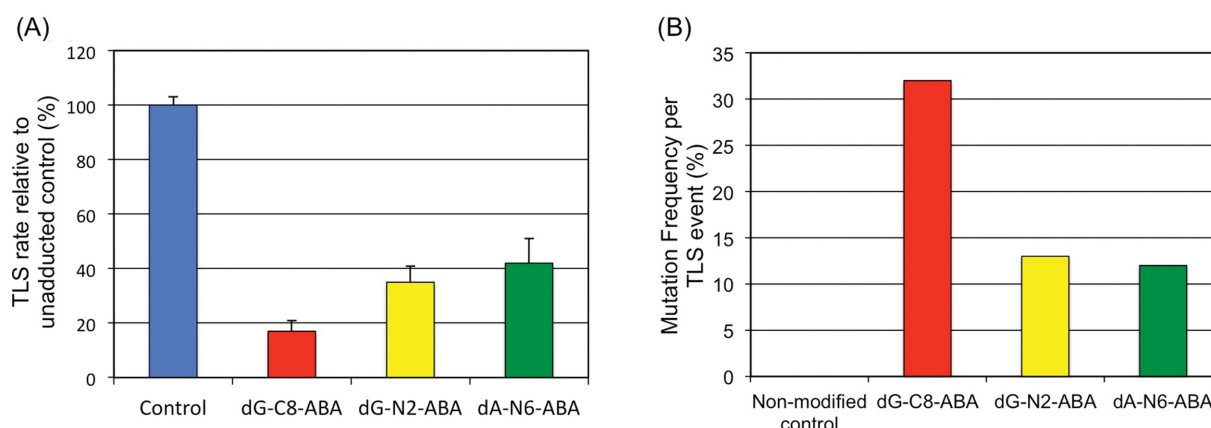 (A)
TLS rate relative to
unadducted control (%)
120
100
80
60
40
20
0
Control
dG-C8-ABA
dG-N2-ABA
dA-N6-ABA
(B)
Mutation Frequency per
TLS event (%)
35
30
25
20
15
10
5
0
Non-modified
control
dG-C8-ABA
dG-N2-ABA
dA-N6-ABA